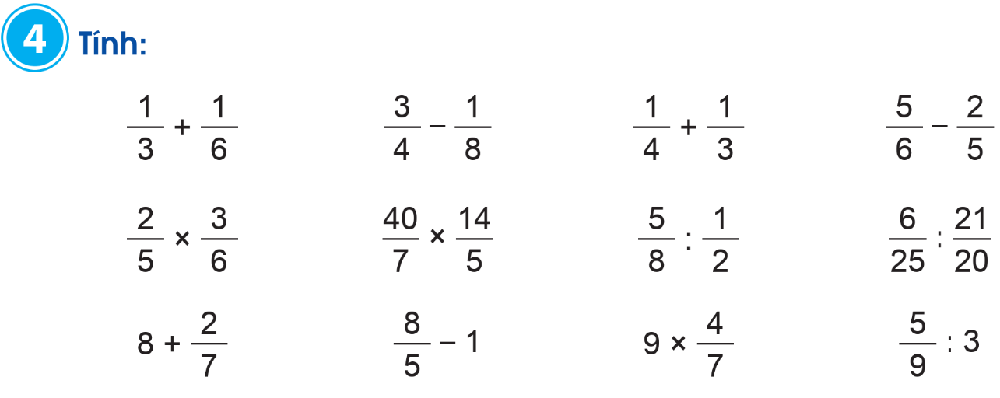 4 Tính:
1/3 + 1/6    3/4 − 1/8    1/4 + 1/3    5/6 − 2/5
2/5 × 3/6    40/7 × 14/5    5/8 : 1/2    6/25 : 21/20
8 + 2/7    8/5 − 1    9 × 4/7    5/9 : 3